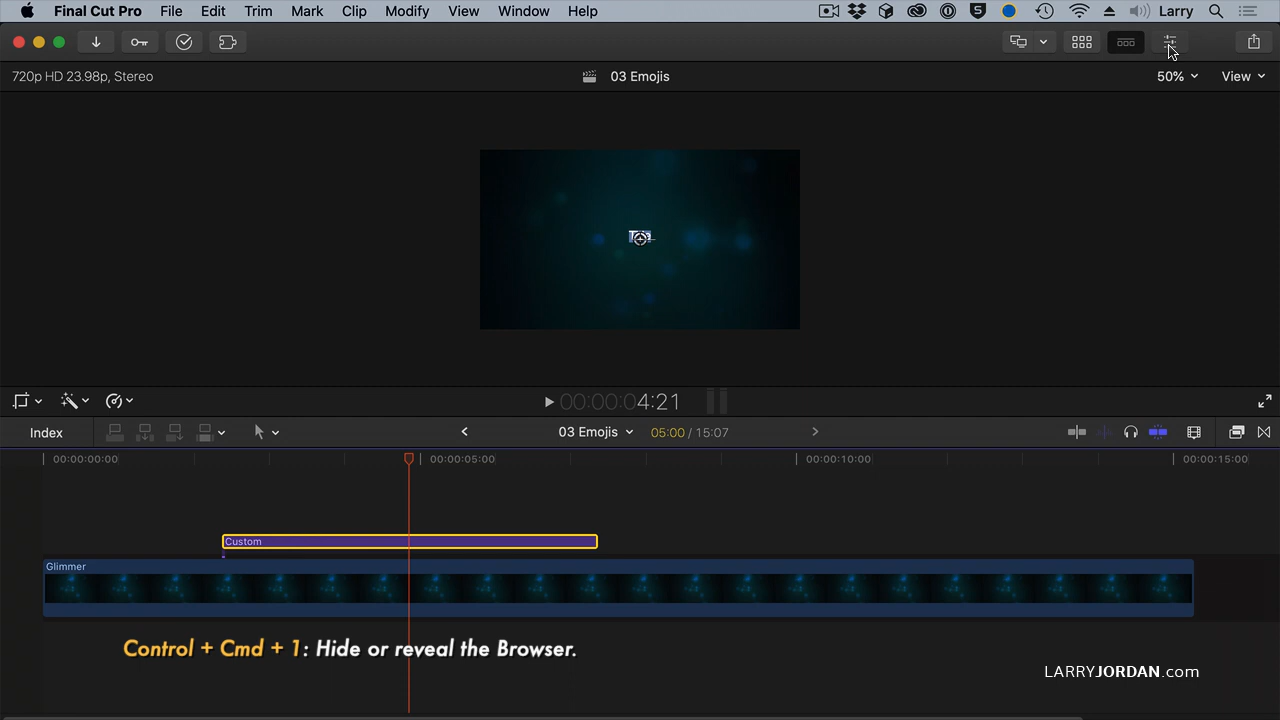 Final Cut Pro File Edit Trim Mark Clip Modify View Window Help Larry
720p HD 23.98p, Stereo 03 Emojis 50% View
00:00:04:21
Index 03 Emojis 05:00 / 15:07
00:00:00:00 00:00:05:00 00:00:10:00 00:00:15:00
Custom
Glimmer
Control + Cmd + 1: Hide or reveal the Browser.
LARRYJORDAN.com